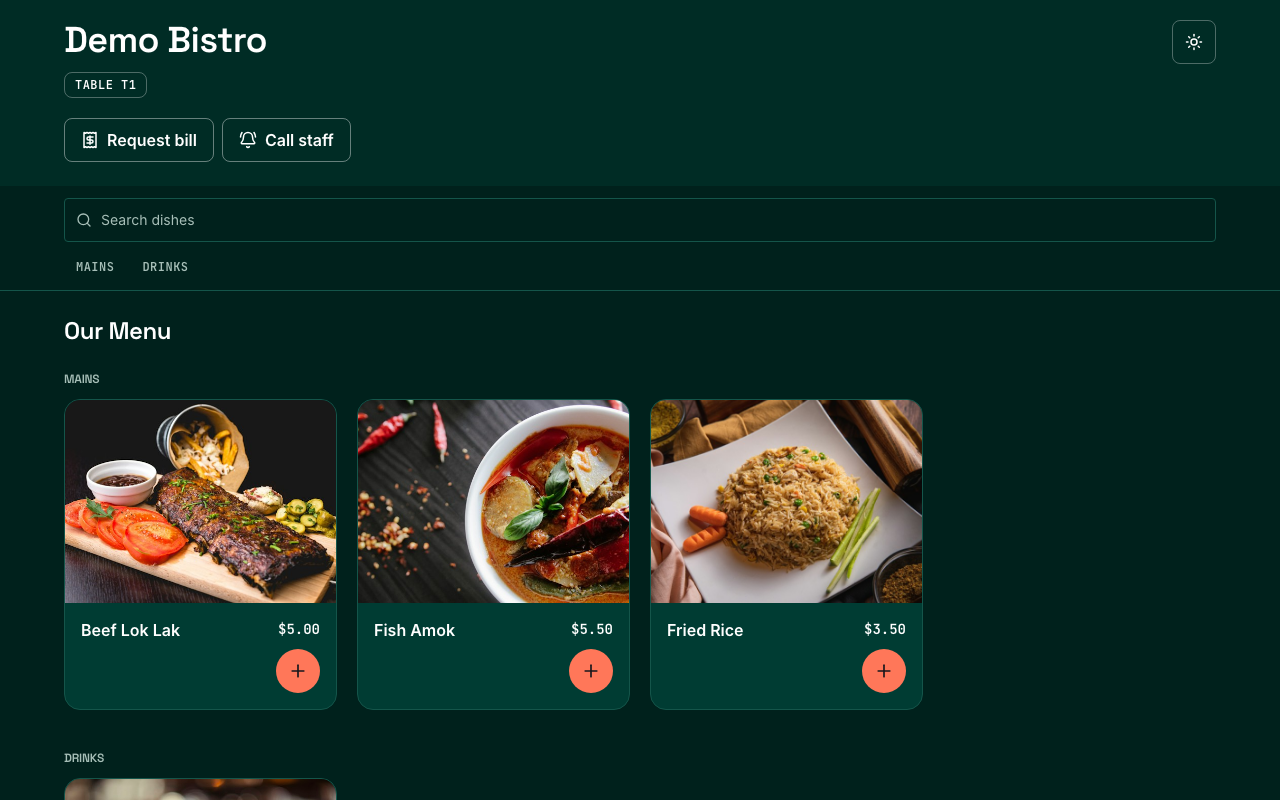 Demo Bistro
TABLE T1
Request bill
Call staff
Search dishes
MAINS
DRINKS
Our Menu
MAINS
Beef Lok Lak
$5.00
Fish Amok
$5.50
Fried Rice
$3.50
DRINKS